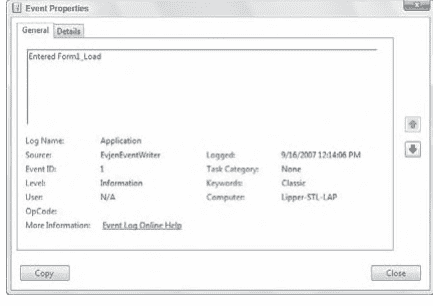 Event Properties
General Details
Entered Form1_Load
Log Name: Application
Source: EvjenEventWriter Logged: 9/16/2007 12:14:06 PM
Event ID: 1 Task Category: None
Level: Information Keywords: Classic
User: N/A Computer: Lipper-STL-LAP
OpCode:
More Information: Event Log Online Help
Copy Close